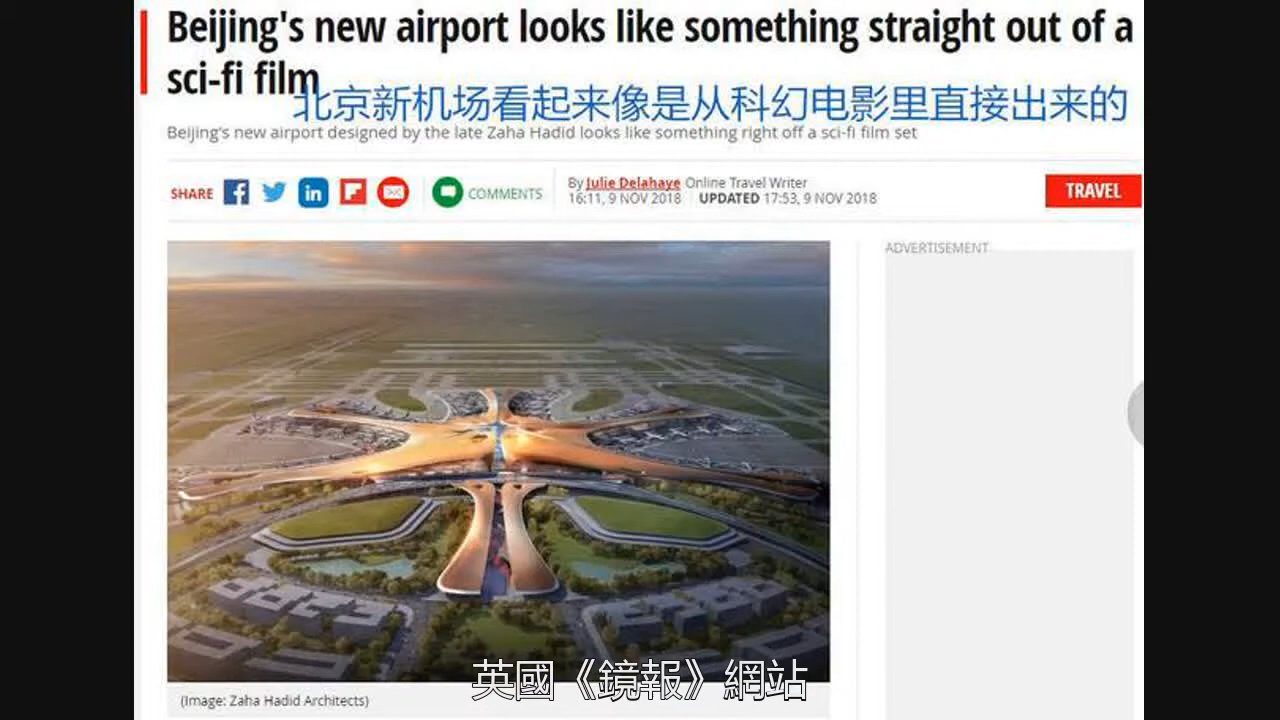 Beijing's new airport looks like something straight out of a
sci-fi film
北京新机场看起来像是从科幻电影里直接出来的
Beijing's new airport designed by the late Zaha Hadid looks like something right off a sci-fi film set
SHARE
in
COMMENTS
By Julie Delahaye Online Travel Writer
16:11, 9 NOV 2018 UPDATED 17:53, 9 NOV 2018
TRAVEL
ADVERTISEMENT
(Image: Zaha Hadid Architects)
英國《鏡報》網站